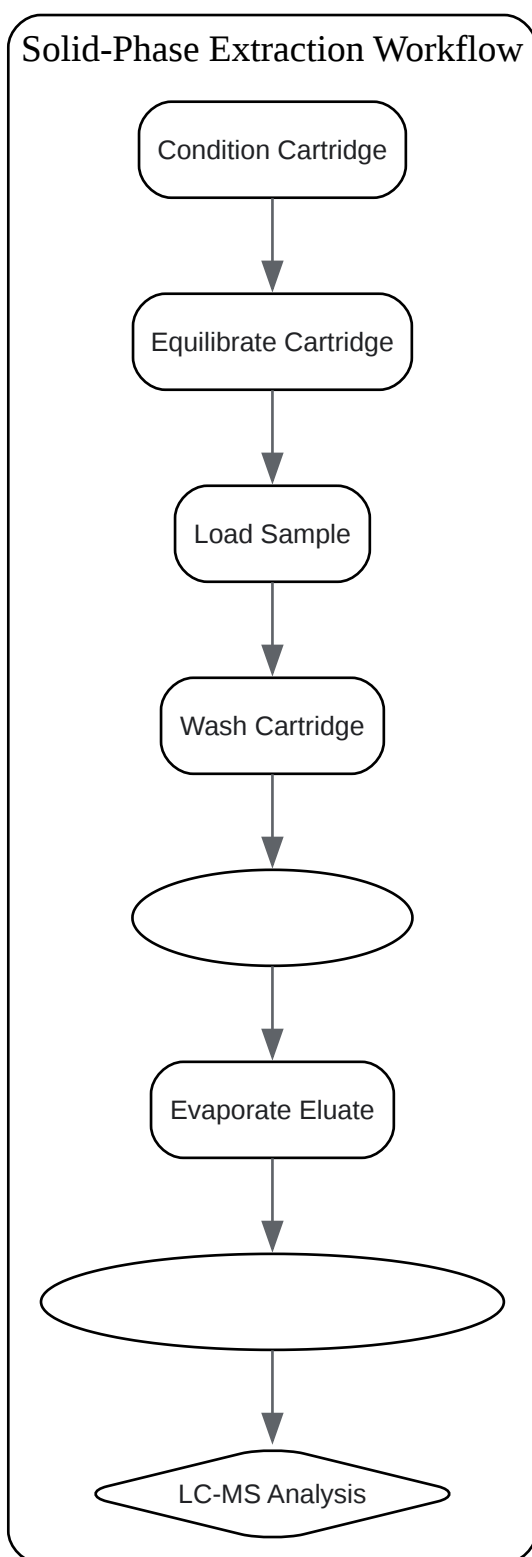 Solid-Phase Extraction Workflow
Condition Cartridge
Equilibrate Cartridge
Load Sample
Wash Cartridge
Evaporate Eluate
LC-MS Analysis